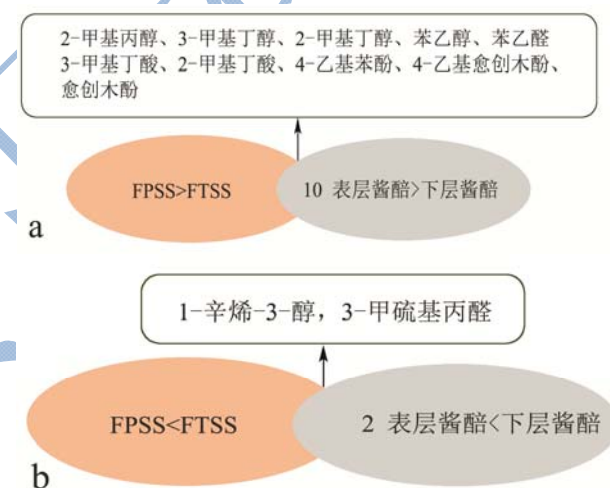 2-甲基丙醇、3-甲基丁醇、2-甲基丁醇、苯乙醇、苯乙醛
3-甲基丁酸、2-甲基丁酸、4-乙基苯酚、4-乙基愈创木酚、
愈创木酚
FPSS>FTSS
10 表层酱醅>下层酱醅
a
1-辛烯-3-醇，3-甲硫基丙醛
FPSS<FTSS
2 表层酱醅<下层酱醅
b